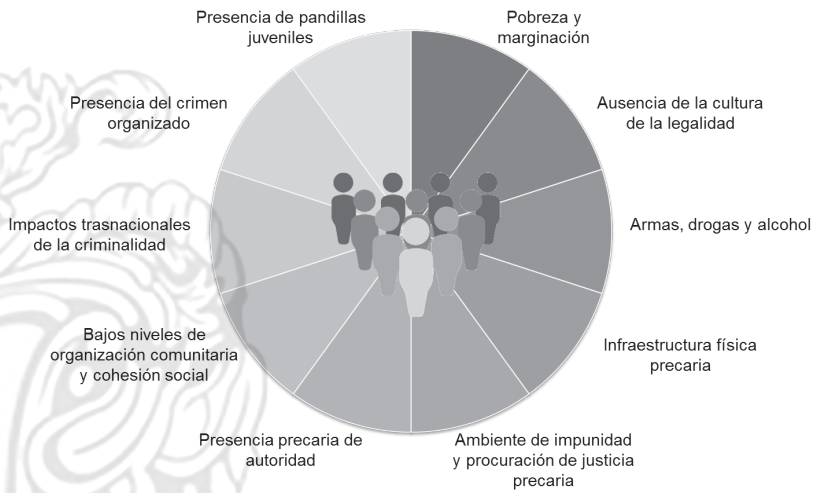 Presencia de pandillas
juveniles
Pobreza y
marginación
Presencia del crimen
organizado
Ausencia de la cultura
de la legalidad
Impactos trasnacionales
de la criminalidad
Armas, drogas y alcohol
Bajos niveles de
organización comunitaria
y cohesión social
Infraestructura física
precaria
Presencia precaria de
autoridad
Ambiente de impunidad
y procuración de justicia
precaria